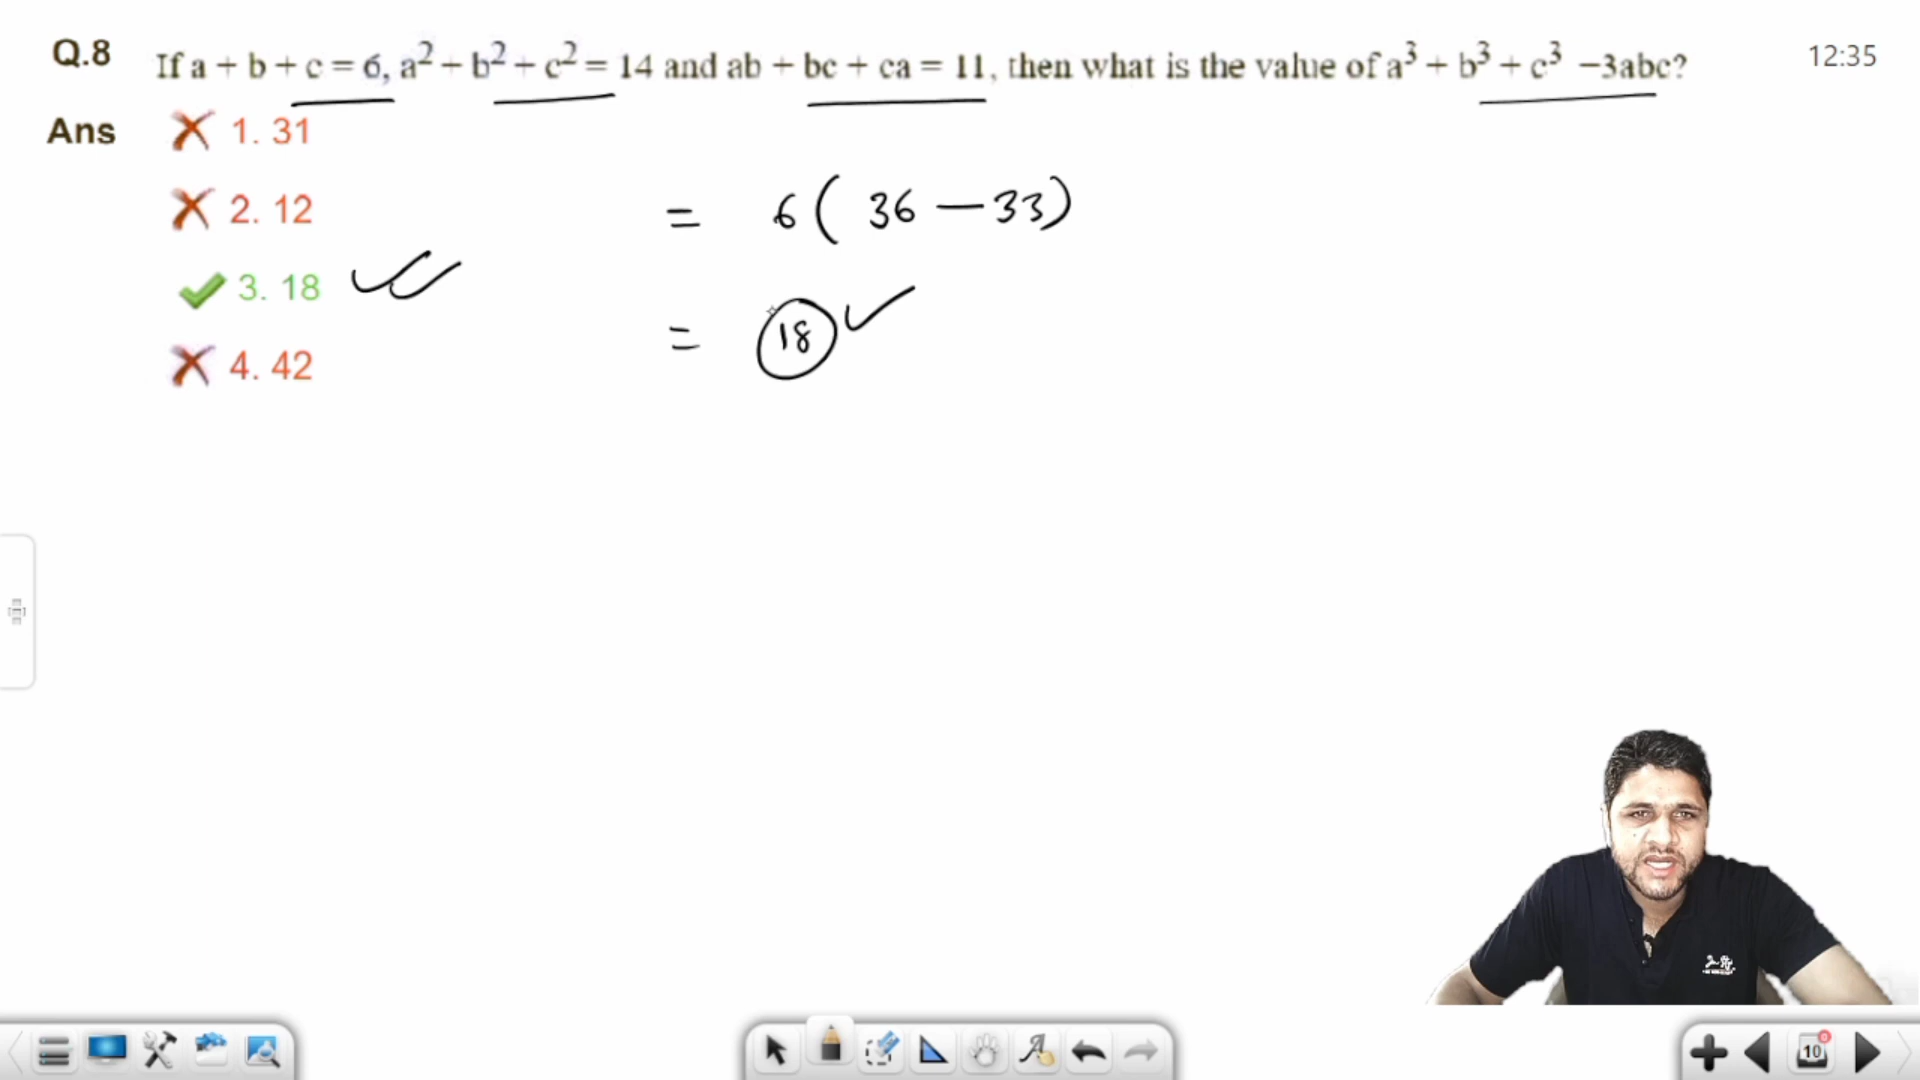 Q.8 If a + b + c = 6, a² + b² + c² = 14 and ab + bc + ca = 11, then what is the value of a³ + b³ + c³ −3abc?
12:35
Ans 1. 31
2. 12
3. 18
4. 42
= 6( 36 − 33)
= 18
10
0